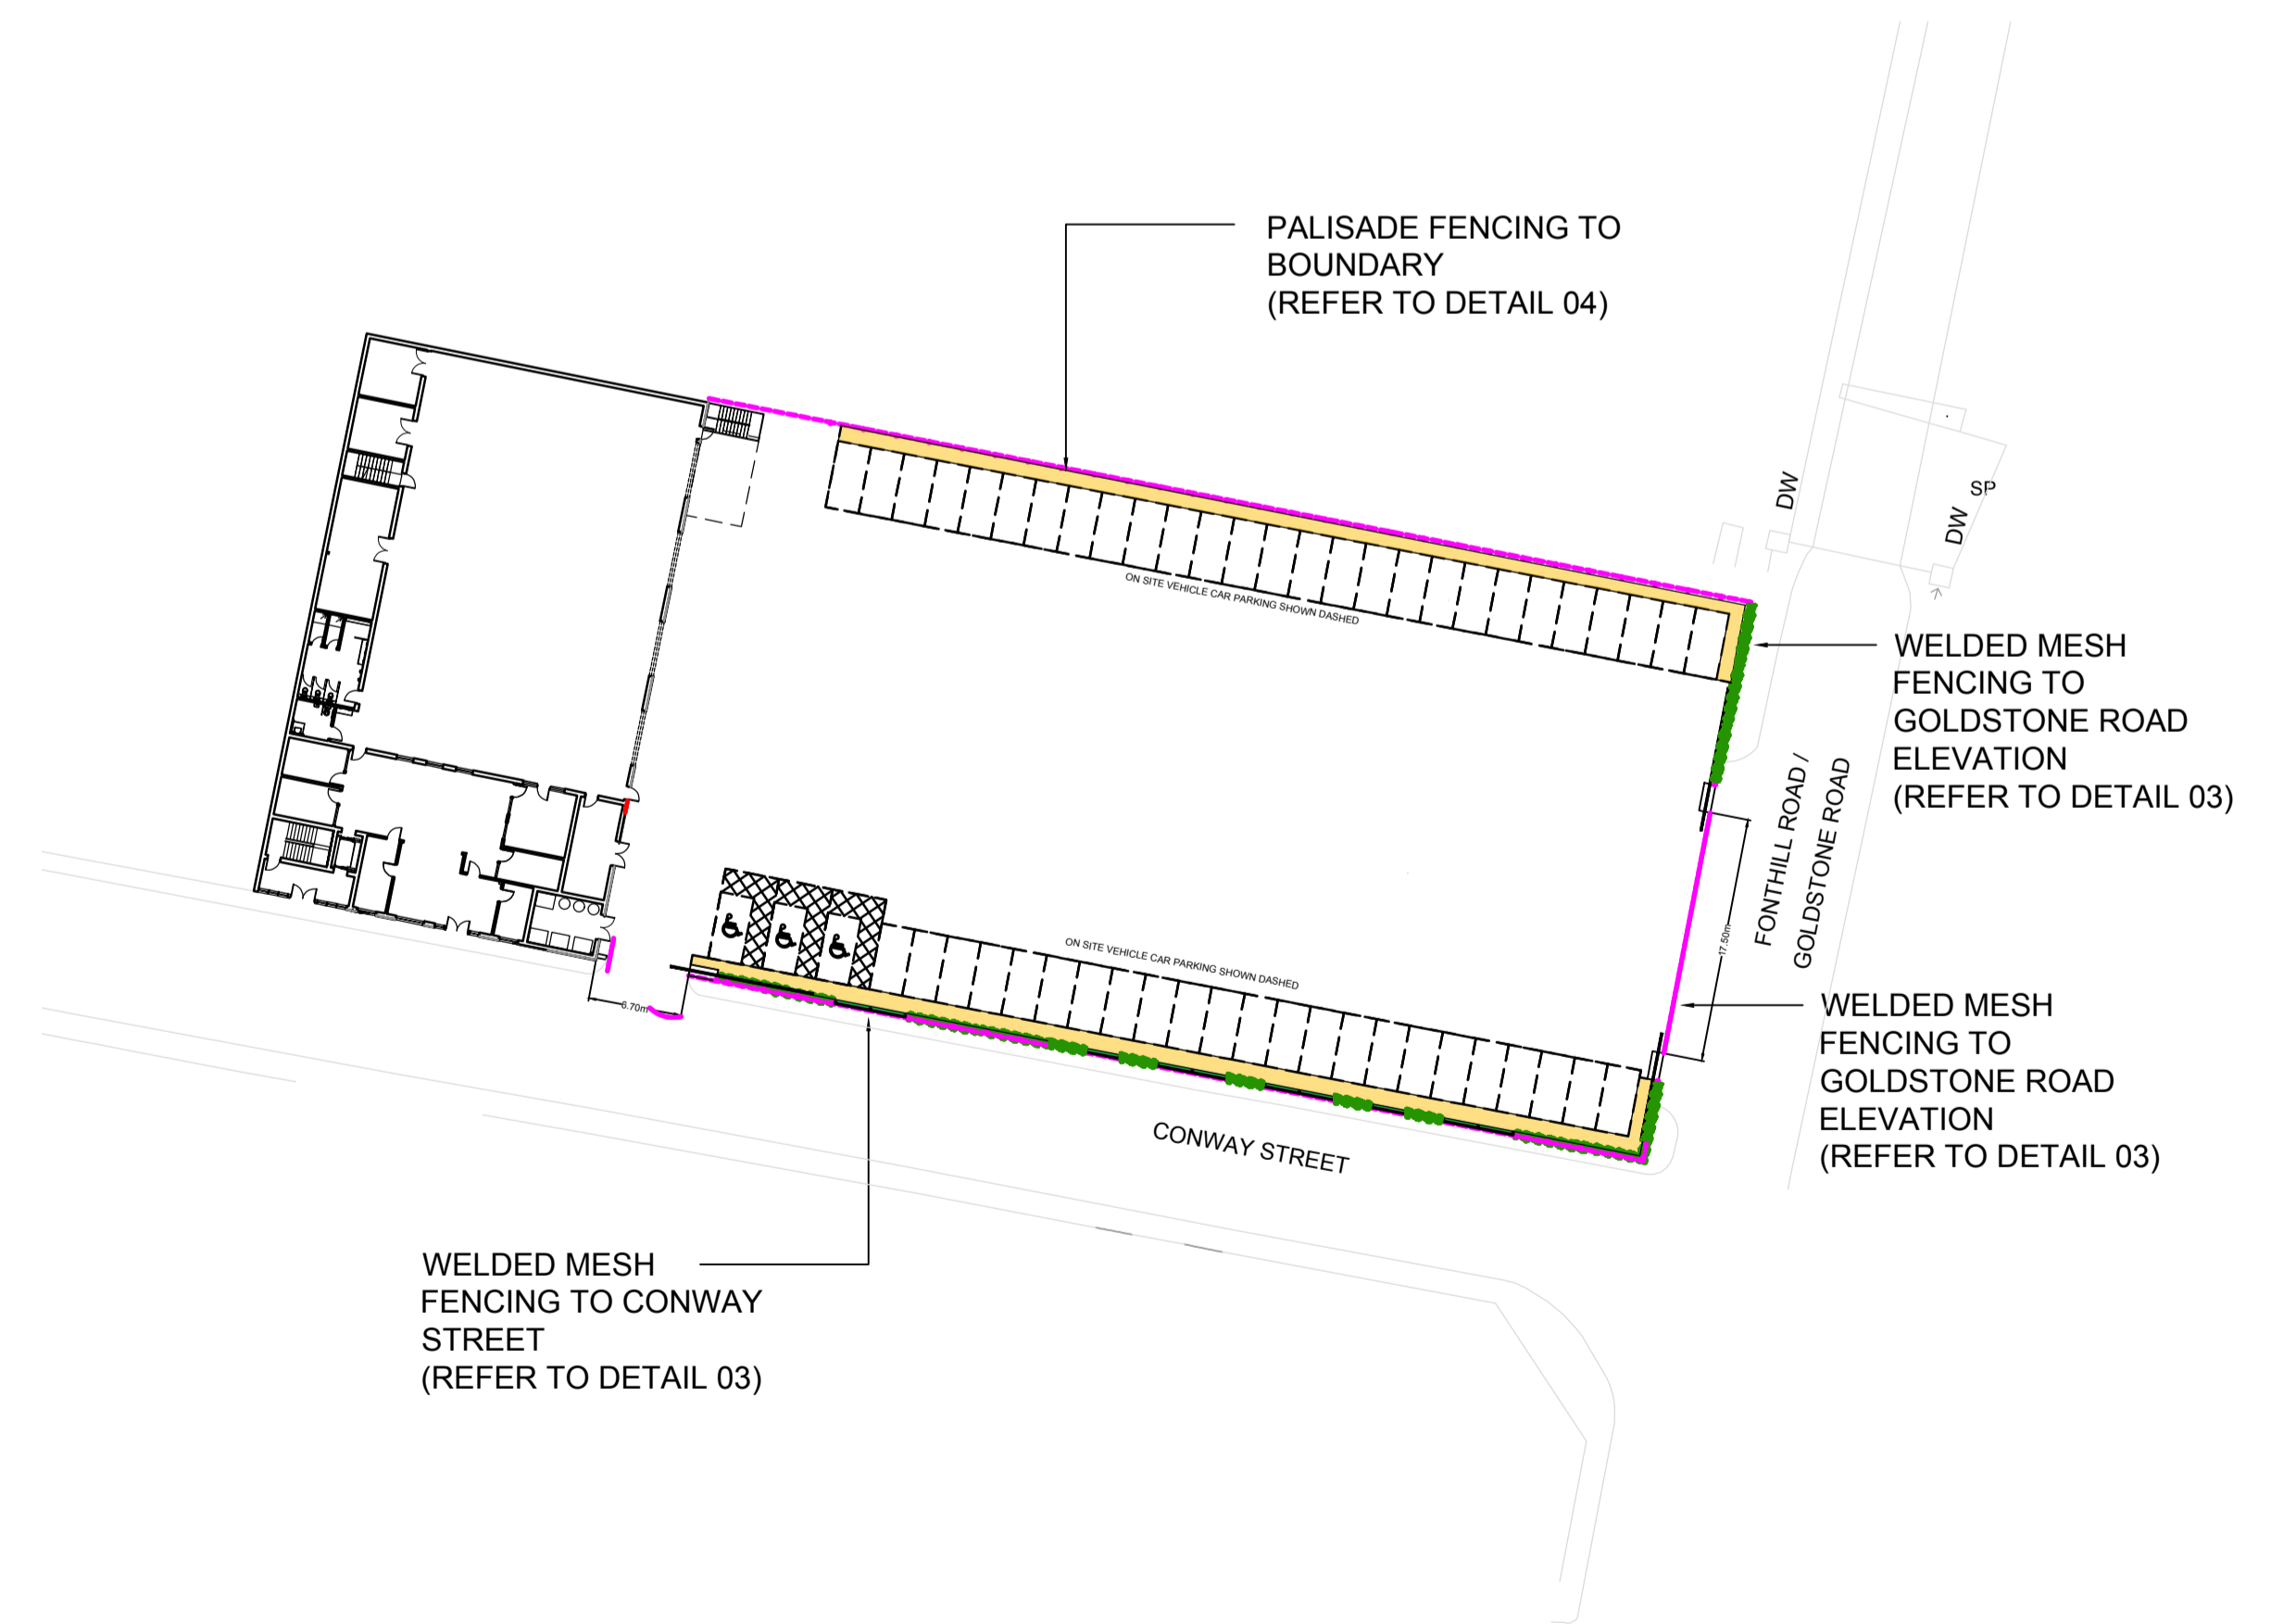 PALISADE FENCING TO
BOUNDARY
(REFER TO DETAIL 04)
DW
SP
DW
ON SITE VEHICLE CAR PARKING SHOWN DASHED
WELDED MESH
FENCING TO
GOLDSTONE ROAD
ELEVATION
(REFER TO DETAIL 03)
FONTHILL ROAD /
GOLDSTONE ROAD
17.50m
ON SITE VEHICLE CAR PARKING SHOWN DASHED
6.70m
WELDED MESH
FENCING TO
GOLDSTONE ROAD
ELEVATION
(REFER TO DETAIL 03)
CONWAY STREET
WELDED MESH
FENCING TO CONWAY
STREET
(REFER TO DETAIL 03)